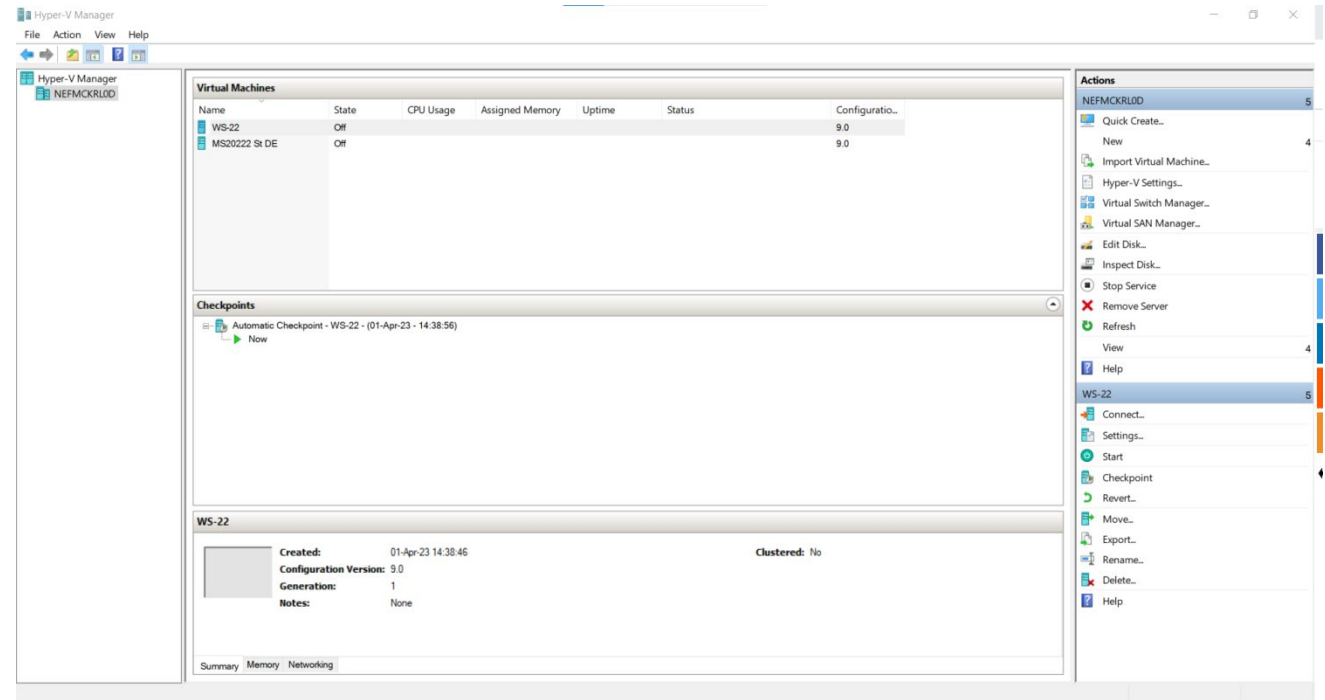 Hyper-V Manager
File Action View Help
Hyper-V Manager
NEFMCKRL0D
Virtual Machines
Name State CPU Usage Assigned Memory Uptime Status Configuratio...
WS-22 Off 9.0
MS20222 St DE Off 9.0
Checkpoints
Automatic Checkpoint - WS-22 - (01-Apr-23 - 14:38:56)
Now
WS-22
Created: 01-Apr-23 14:38:46 Clustered: No
Configuration Version: 9.0
Generation: 1
Notes: None
Summary Memory Networking
Actions
NEFMCKRL0D 5
Quick Create...
New 4
Import Virtual Machine...
Hyper-V Settings...
Virtual Switch Manager...
Virtual SAN Manager...
Edit Disk...
Inspect Disk...
Stop Service
Remove Server
Refresh
View 4
Help
WS-22 5
Connect...
Settings...
Start
Checkpoint
Revert...
Move...
Export...
Rename...
Delete...
Help